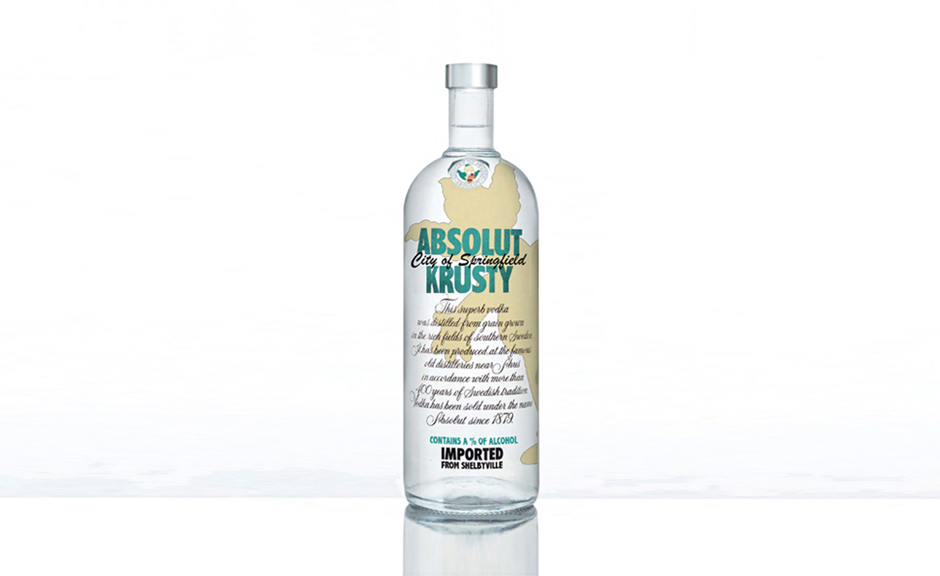 ABSOLUT
City of Springfield
KRUSTY
This superb vodka
was distilled from grain grown
in the rich fields of southern Sweden.
It has been produced at the famous
old distilleries near Åhus
in accordance with more than
400 years of Swedish tradition.
Vodka has been sold under the name
Absolut since 1879.
CONTAINS A % OF ALCOHOL
IMPORTED
FROM SHELBYVILLE